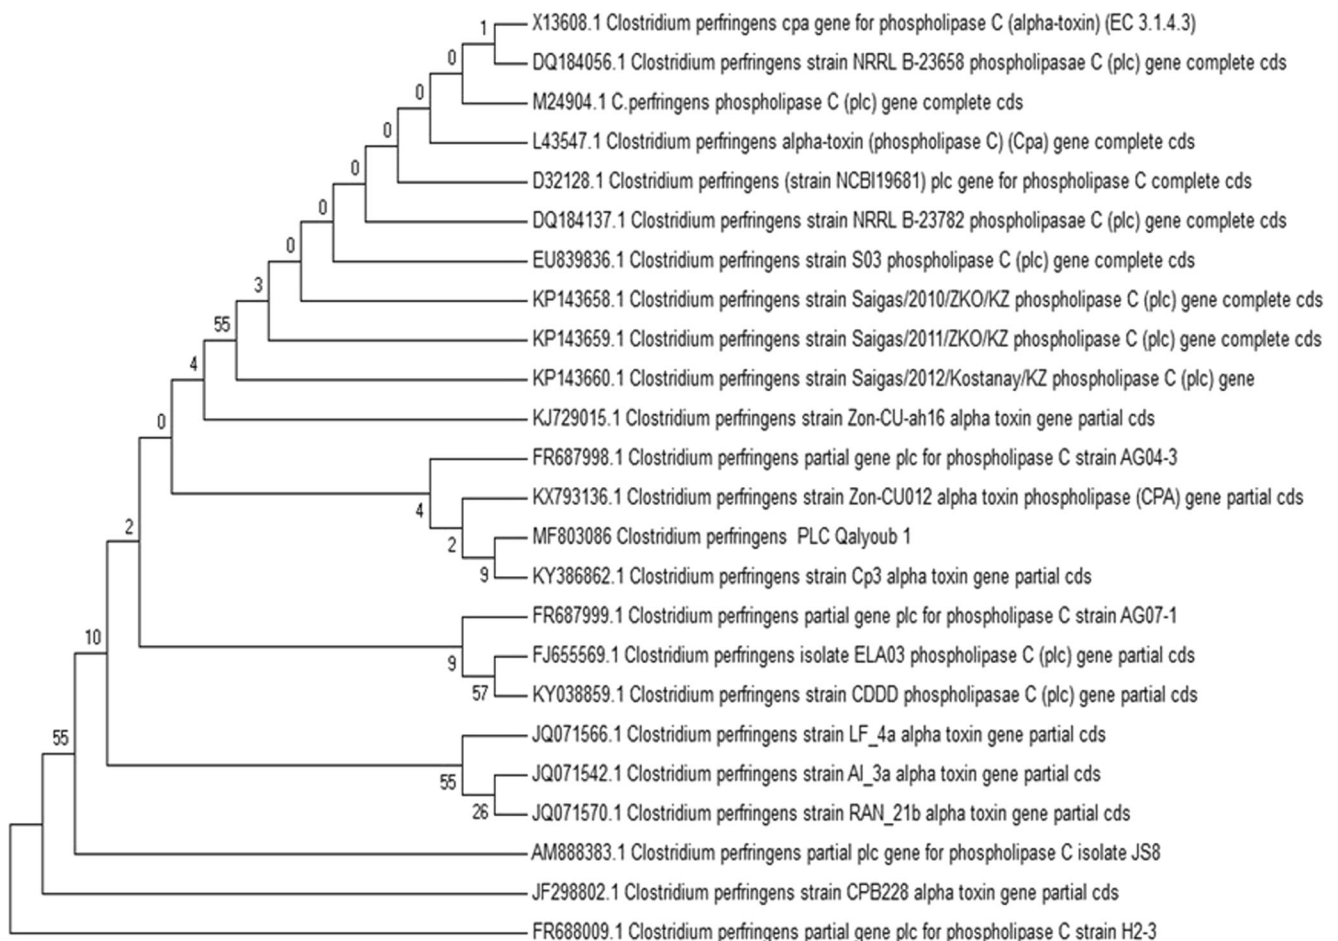 1
X13608.1 Clostridium perfringens cpa gene for phospholipase C (alpha-toxin) (EC 3.1.4.3)
0
DQ184056.1 Clostridium perfringens strain NRRL B-23658 phospholipasae C (plc) gene complete cds
0
M24904.1 C.perfringens phospholipase C (plc) gene complete cds
0
L43547.1 Clostridium perfringens alpha-toxin (phospholipase C) (Cpa) gene complete cds
0
D32128.1 Clostridium perfringens (strain NCBI19681) plc gene for phospholipase C complete cds
0
DQ184137.1 Clostridium perfringens strain NRRL B-23782 phospholipasae C (plc) gene complete cds
0
EU839836.1 Clostridium perfringens strain S03 phospholipase C (plc) gene complete cds
3
KP143658.1 Clostridium perfringens strain Saigas/2010/ZKO/KZ phospholipase C (plc) gene complete cds
55
KP143659.1 Clostridium perfringens strain Saigas/2011/ZKO/KZ phospholipase C (plc) gene complete cds
4
KP143660.1 Clostridium perfringens strain Saigas/2012/Kostanay/KZ phospholipase C (plc) gene
0
KJ729015.1 Clostridium perfringens strain Zon-CU-ah16 alpha toxin gene partial cds
FR687998.1 Clostridium perfringens partial gene plc for phospholipase C strain AG04-3
4
KX793136.1 Clostridium perfringens strain Zon-CU012 alpha toxin phospholipase (CPA) gene partial cds
2
2
MF803086 Clostridium perfringens PLC Qalyoub 1
9
KY386862.1 Clostridium perfringens strain Cp3 alpha toxin gene partial cds
10
FR687999.1 Clostridium perfringens partial gene plc for phospholipase C strain AG07-1
9
FJ655569.1 Clostridium perfringens isolate ELA03 phospholipase C (plc) gene partial cds
57
KY038859.1 Clostridium perfringens strain CDDD phospholipasae C (plc) gene partial cds
55
JQ071566.1 Clostridium perfringens strain LF_4a alpha toxin gene partial cds
55
JQ071542.1 Clostridium perfringens strain AI_3a alpha toxin gene partial cds
26
JQ071570.1 Clostridium perfringens strain RAN_21b alpha toxin gene partial cds
AM888383.1 Clostridium perfringens partial plc gene for phospholipase C isolate JS8
JF298802.1 Clostridium perfringens strain CPB228 alpha toxin gene partial cds
FR688009.1 Clostridium perfringens partial gene plc for phospholipase C strain H2-3